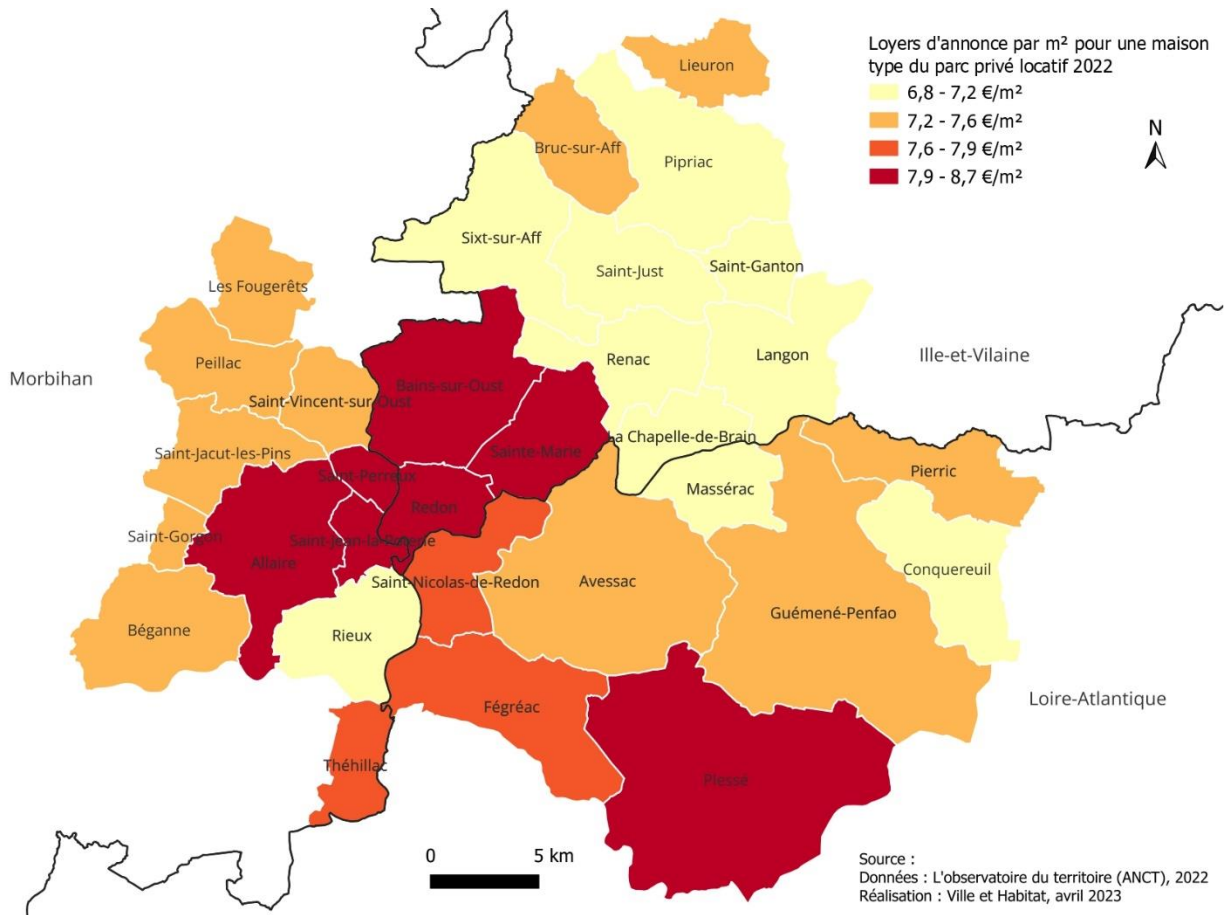 Loyers d'annonce par m² pour une maison
type du parc privé locatif 2022
6,8 - 7,2 €/m²
7,2 - 7,6 €/m²
7,6 - 7,9 €/m²
7,9 - 8,7 €/m²
N
Lieuron
Bruc-sur-Aff
Pipriac
Sixt-sur-Aff
Saint-Just
Saint-Ganton
Les Fougerêts
Peillac
Renac
Langon
Ille-et-Vilaine
Morbihan
Bains-sur-Oust
Saint-Vincent-sur-Oust
La Chapelle-de-Brain
Saint-Jacut-les-Pins
Sainte-Marie
Saint-Perreux
Pierric
Massérac
Redon
Saint-Gorgon
Saint-Jean-la-Poterie
Allaire
Saint-Nicolas-de-Redon
Avessac
Conquereuil
Guémené-Penfao
Béganne
Rieux
Loire-Atlantique
Fégréac
Théhillac
Plessé
0 5 km
Source :
Données : L'observatoire du territoire (ANCT), 2022
Réalisation : Ville et Habitat, avril 2023